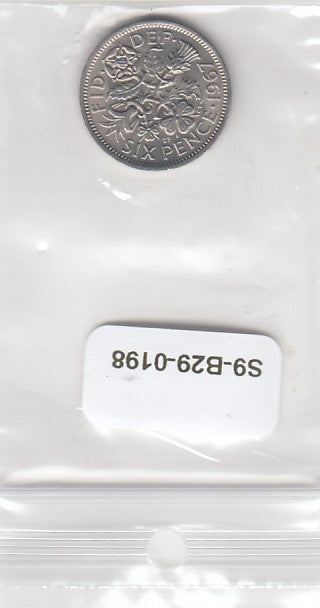 FID · DEF · 1967 ·
SIX PENCE
S9-B29-0198